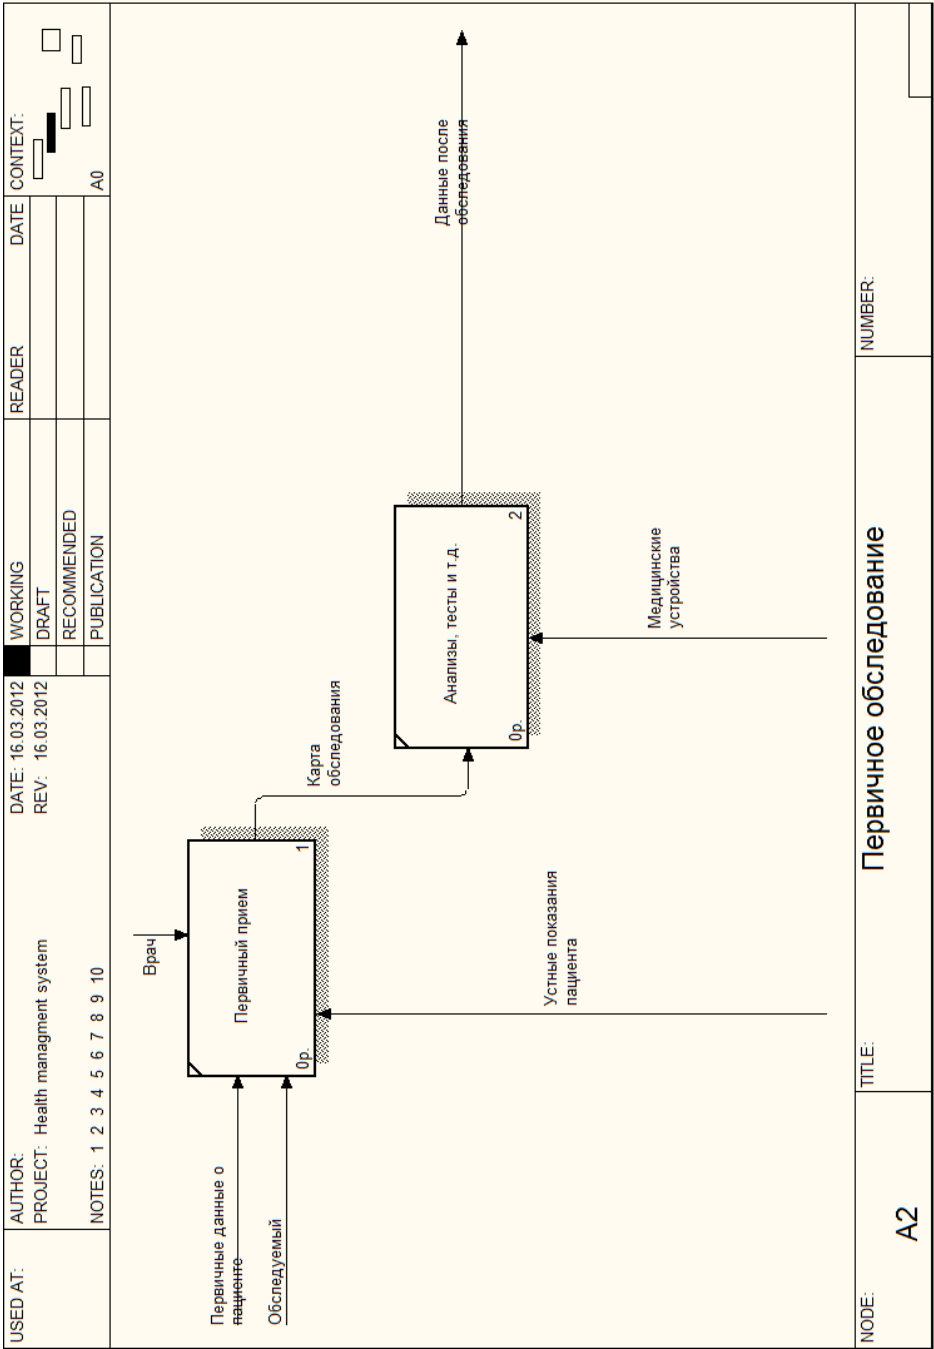 USED AT:
AUTHOR:
DATE: 16.03.2012
WORKING
READER
DATE
CONTEXT:
PROJECT: Health managment system
REV: 16.03.2012
DRAFT
RECOMMENDED
NOTES: 1 2 3 4 5 6 7 8 9 10
PUBLICATION
A0
Врач
Первичные данные о
пациенте
Обследуемый
Первичный прием
0р.
1
Карта
обследования
Анализы, тесты и т.д.
0р.
2
Данные после
обследования
Устные показания
пациента
Медицинские
устройства
NODE:
TITLE:
NUMBER:
A2
Первичное обследование